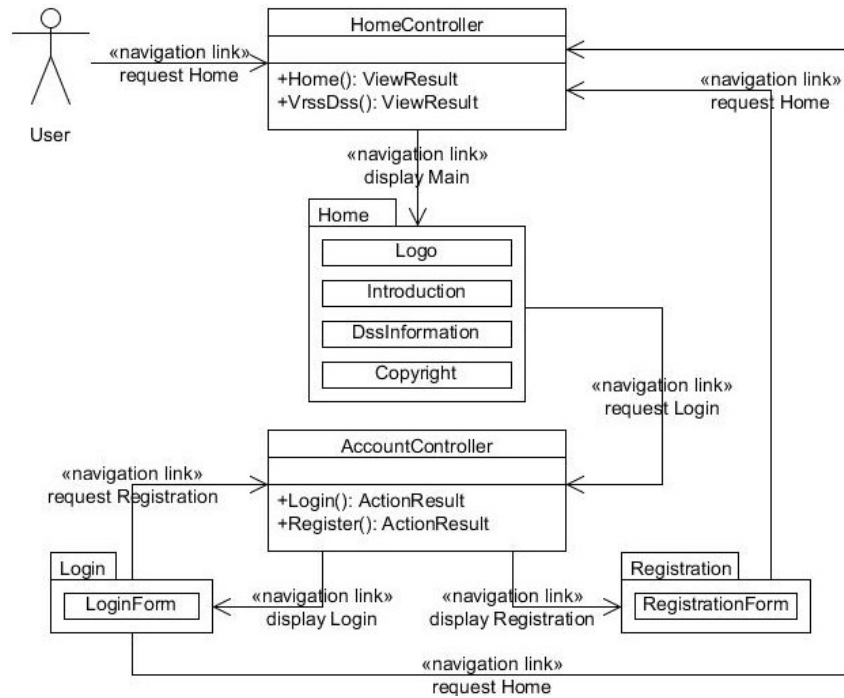 HomeController
«navigation link»
request Home
+Home(): ViewResult
+VrssDss(): ViewResult
«navigation link»
request Home
User
«navigation link»
display Main
Home
Logo
Introduction
DssInformation
Copyright
«navigation link»
request Login
AccountController
«navigation link»
request Registration
+Login(): ActionResult
+Register(): ActionResult
Login
LoginForm
«navigation link»
display Login
«navigation link»
display Registration
Registration
RegistrationForm
«navigation link»
request Home